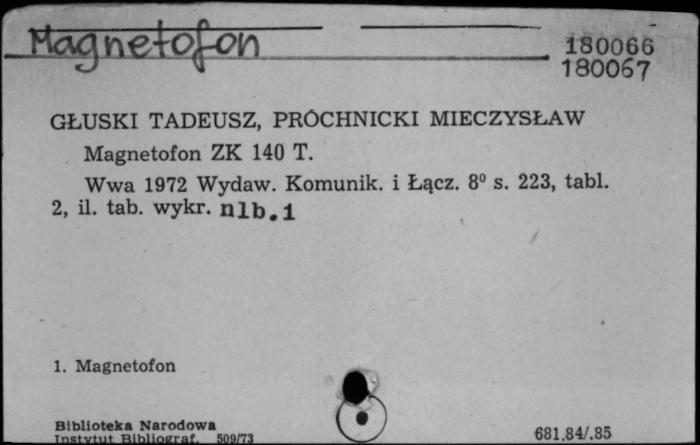 Magnetofon
180066
180067
GŁUSKI TADEUSZ, PRÓCHNICKI MIECZYSŁAW
Magnetofon ZK 140 T.
Wwa 1972 Wydaw. Komunik. i Łącz. 8⁰ s. 223, tabl.
2, il. tab. wykr. nlb.1
1. Magnetofon
Biblioteka Narodowa
Instytut Bibliograf. 509/73
681.84/.85